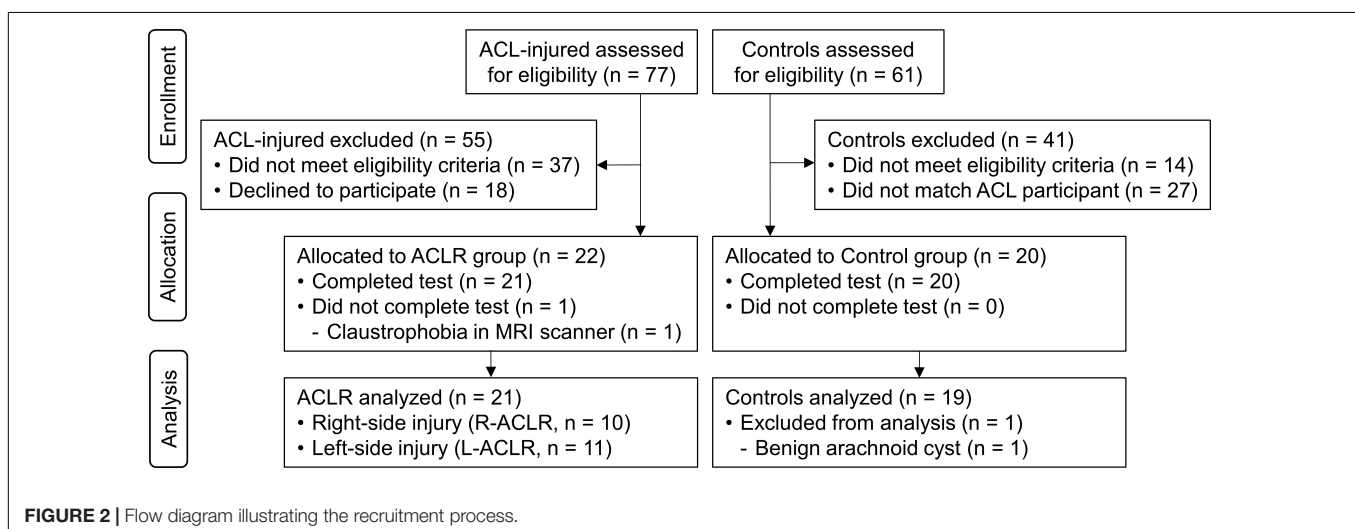 Enrollment
ACL-injured assessed
for eligibility (n = 77)
Controls assessed
for eligibility (n = 61)
ACL-injured excluded (n = 55)
• Did not meet eligibility criteria (n = 37)
• Declined to participate (n = 18)
Controls excluded (n = 41)
• Did not meet eligibility criteria (n = 14)
• Did not match ACL participant (n = 27)
Allocation
Allocated to ACLR group (n = 22)
• Completed test (n = 21)
• Did not complete test (n = 1)
- Claustrophobia in MRI scanner (n = 1)
Allocated to Control group (n = 20)
• Completed test (n = 20)
• Did not complete test (n = 0)
Analysis
ACLR analyzed (n = 21)
• Right-side injury (R-ACLR, n = 10)
• Left-side injury (L-ACLR, n = 11)
Controls analyzed (n = 19)
• Excluded from analysis (n = 1)
- Benign arachnoid cyst (n = 1)
FIGURE 2 | Flow diagram illustrating the recruitment process.